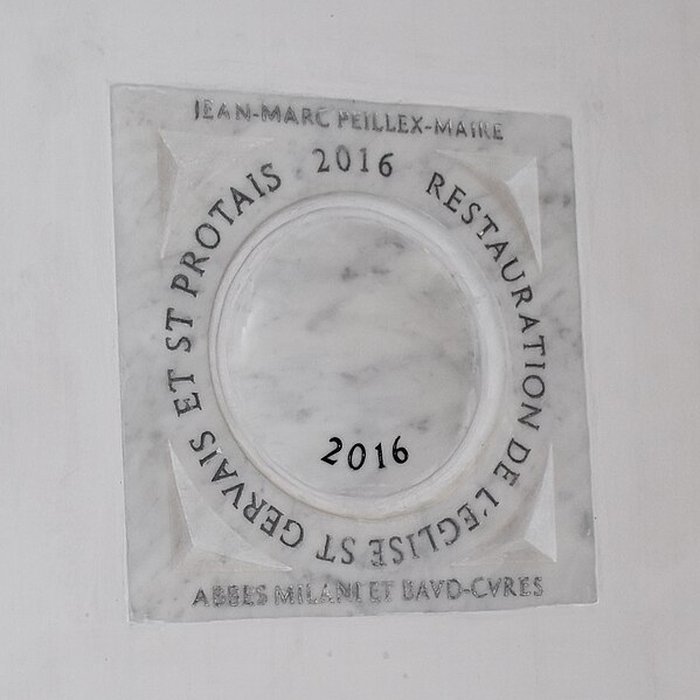 JEAN-MARC PEILLEX-MAIRE
2016
RESTAURATION DE L'EGLISE ST GERVAIS ET ST PROTAIS
2016
ABBES MILANI ET BAVD-CVRES